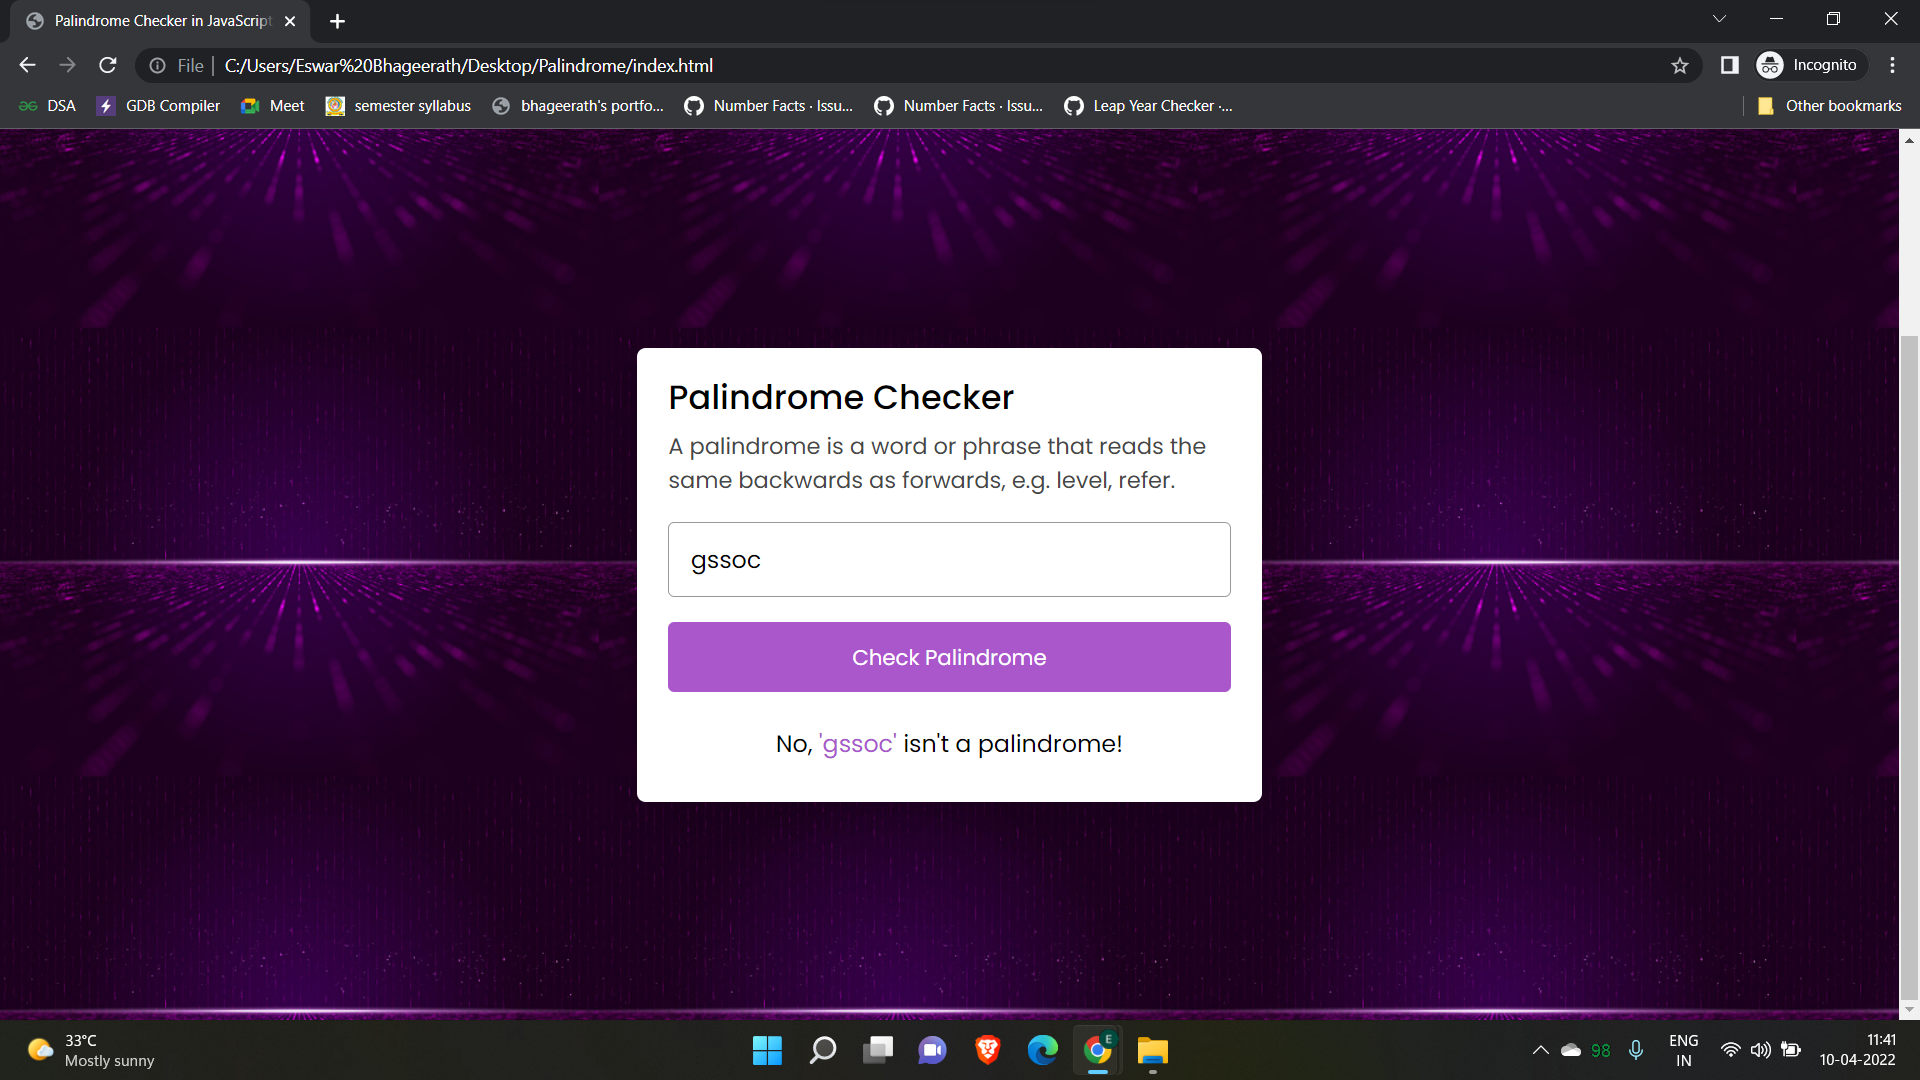 Palindrome Checker in JavaScript
File
C:/Users/Eswar%20Bhageerath/Desktop/Palindrome/index.html
Incognito
DSA
GDB Compiler
Meet
semester syllabus
bhageerath's portfo...
Number Facts · Issu...
Number Facts · Issu...
Leap Year Checker ·...
Other bookmarks
Palindrome Checker
A palindrome is a word or phrase that reads the
same backwards as forwards, e.g. level, refer.
gssoc
Check Palindrome
No, 'gssoc' isn't a palindrome!
33°C
Mostly sunny
E
98
ENG
IN
11:41
10-04-2022